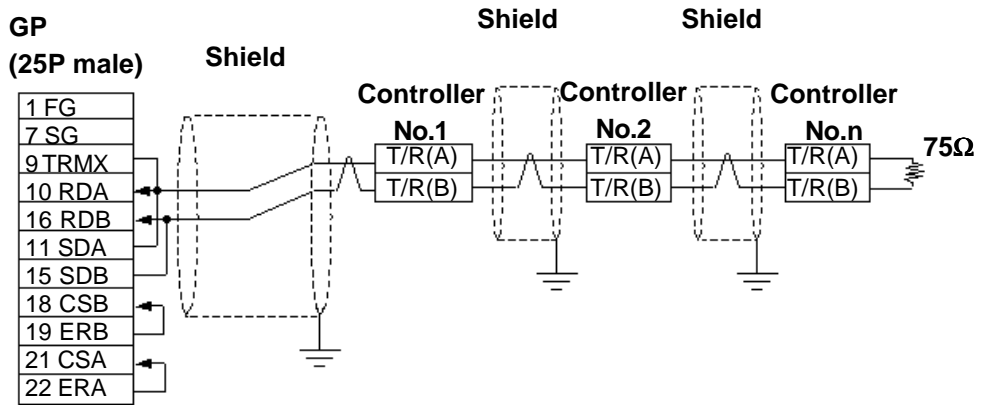 GP
(25P male)
Shield
Shield
Shield
1 FG
7 SG
9 TRMX
10 RDA
16 RDB
11 SDA
15 SDB
18 CSB
19 ERB
21 CSA
22 ERA
Controller
No.1
T/R(A)
T/R(B)
Controller
No.2
T/R(A)
T/R(B)
Controller
No.n
T/R(A)
T/R(B)
75Ω